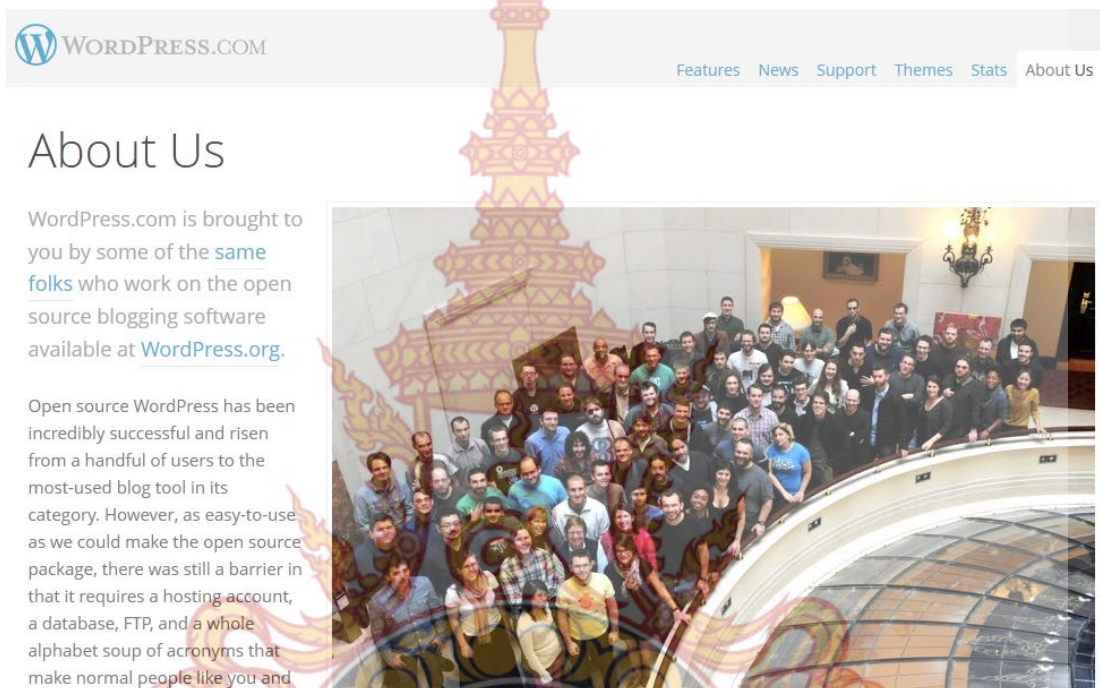 WORDPRESS.COM
Features News Support Themes Stats About Us
About Us
WordPress.com is brought to
you by some of the same
folks who work on the open
source blogging software
available at WordPress.org.
Open source WordPress has been
incredibly successful and risen
from a handful of users to the
most-used blog tool in its
category. However, as easy-to-use
as we could make the open source
package, there was still a barrier in
that it requires a hosting account,
a database, FTP, and a whole
alphabet soup of acronyms that
make normal people like you and